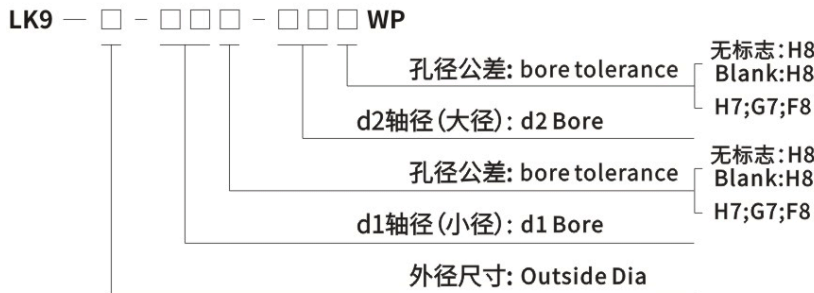 LK9 — □ - □□□ - □□□ WP
孔径公差: bore tolerance
无标志:H8
Blank:H8
H7;G7;F8
d2轴径(大径): d2 Bore
孔径公差: bore tolerance
无标志:H8
Blank:H8
H7;G7;F8
d1轴径(小径): d1 Bore
外径尺寸: Outside Dia